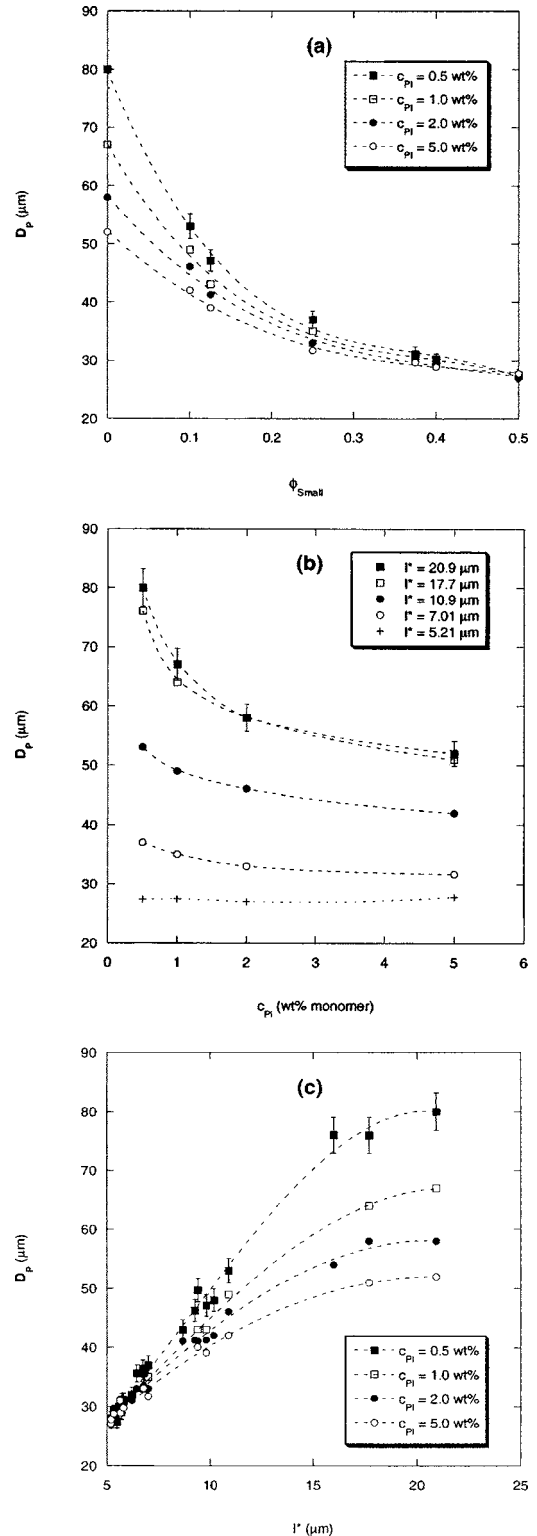 90
(a)
80
c_PI = 0.5 wt%
c_PI = 1.0 wt%
c_PI = 2.0 wt%
c_PI = 5.0 wt%
70
60
D_P (μm)
50
40
30
20
0 0.1 0.2 0.3 0.4 0.5
ϕ_Small
90
(b)
80
l* = 20.9 μm
l* = 17.7 μm
l* = 10.9 μm
l* = 7.01 μm
l* = 5.21 μm
70
60
D_P (μm)
50
40
30
20
0 1 2 3 4 5 6
c_PI (wt% monomer)
90
(c)
80
70
60
D_P (μm)
50
40
c_PI = 0.5 wt%
c_PI = 1.0 wt%
c_PI = 2.0 wt%
c_PI = 5.0 wt%
30
20
5 10 15 20 25
l* (μm)